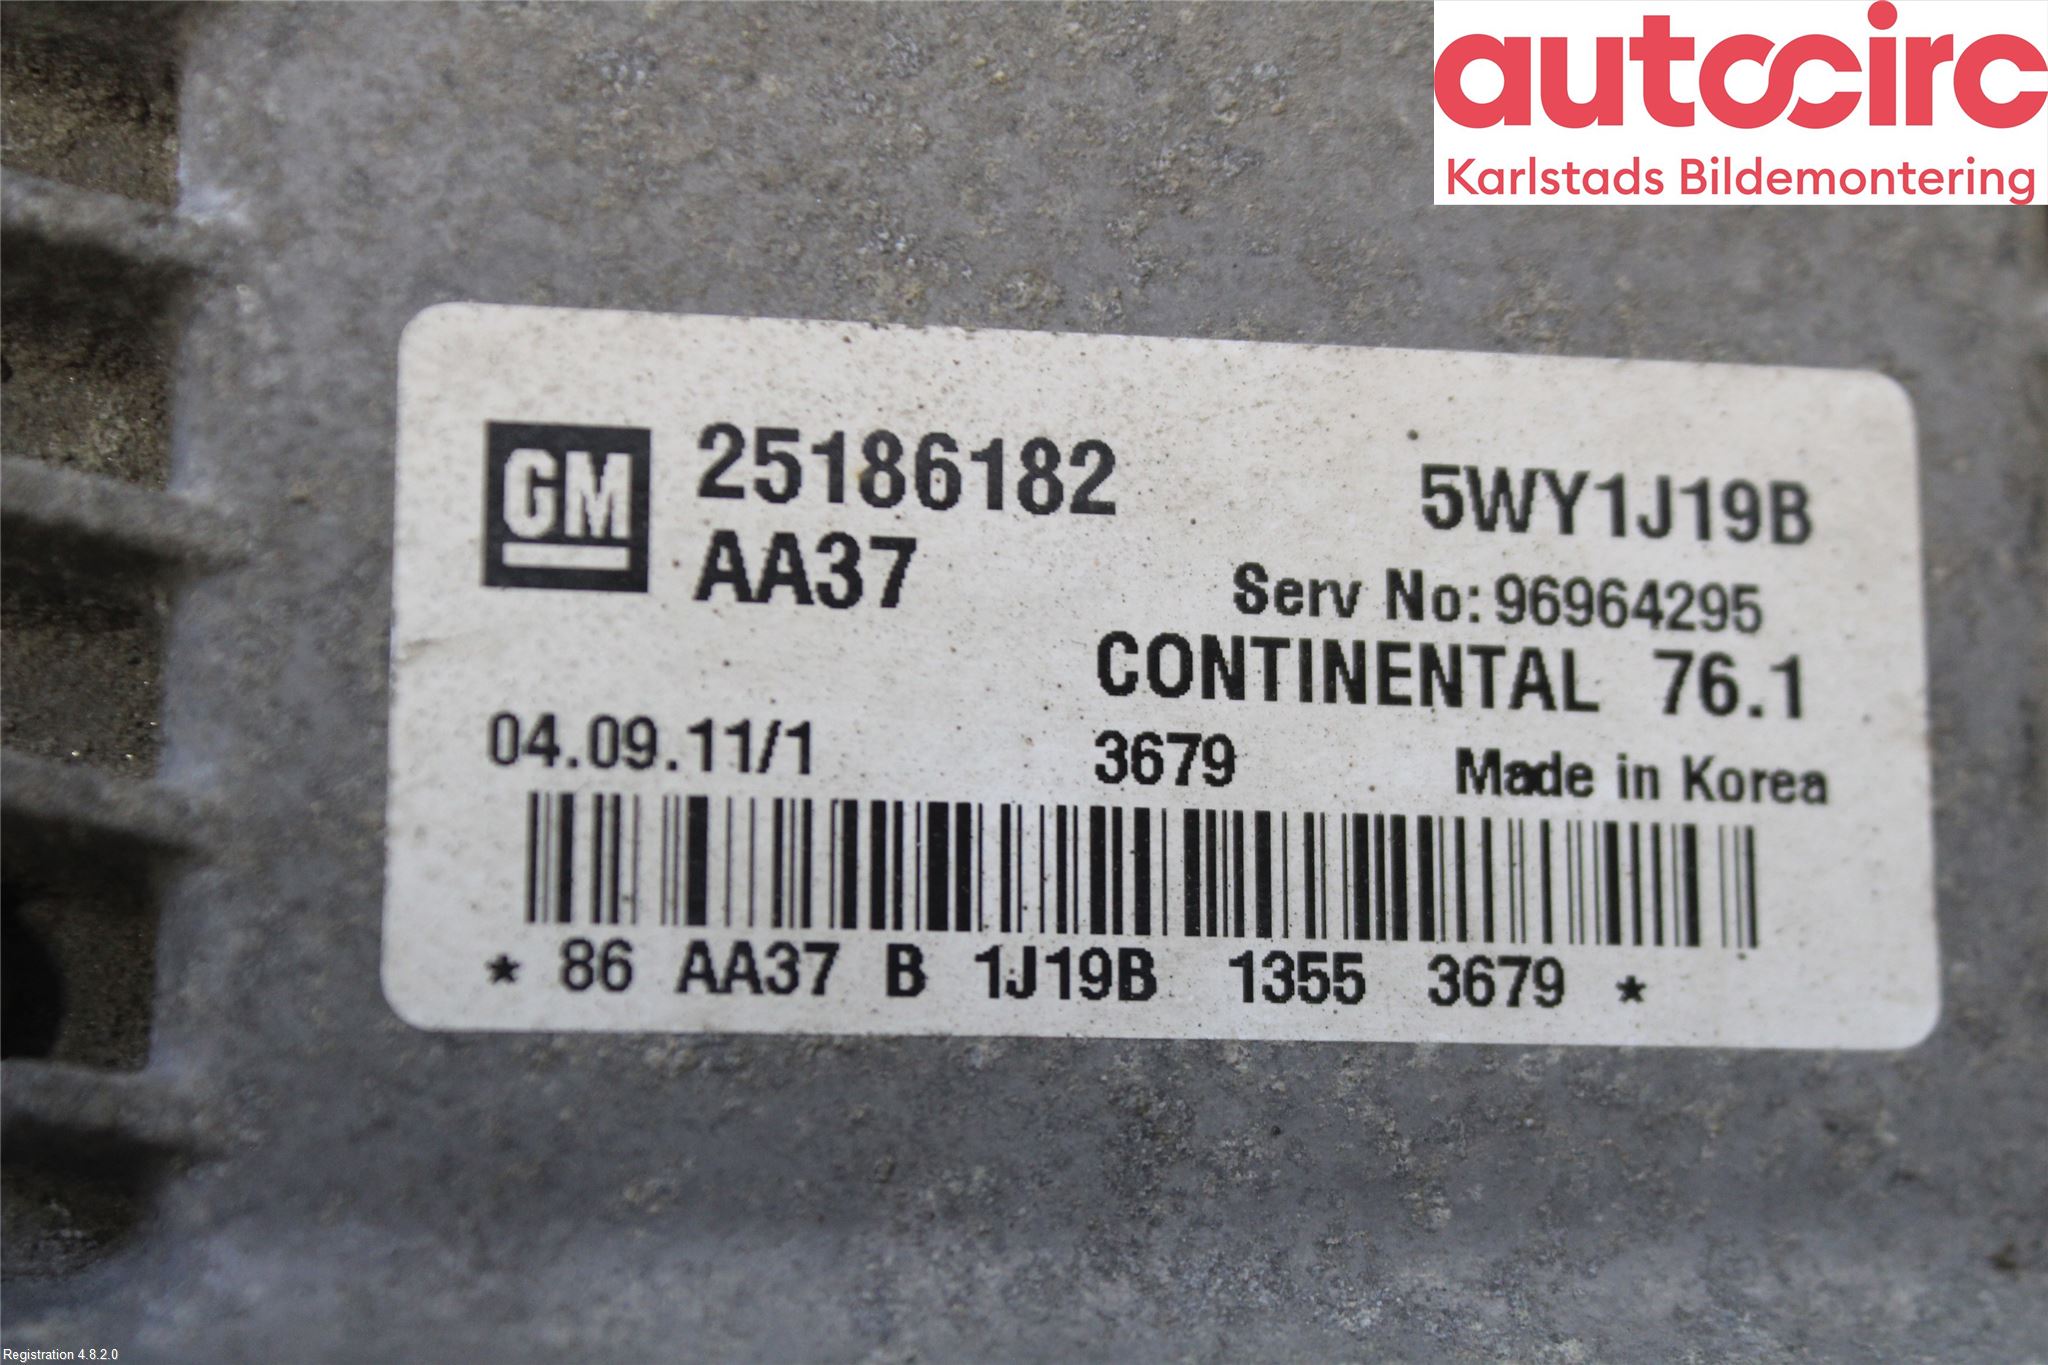 autocirc
Karlstads Bildemontering
GM 25186182 5WY1J19B
AA37 Serv No: 96964295
CONTINENTAL 76.1
04.09.11/1 3679 Made in Korea
* 86 AA37 B 1J19B 1355 3679 *
Registration 4.8.2.0